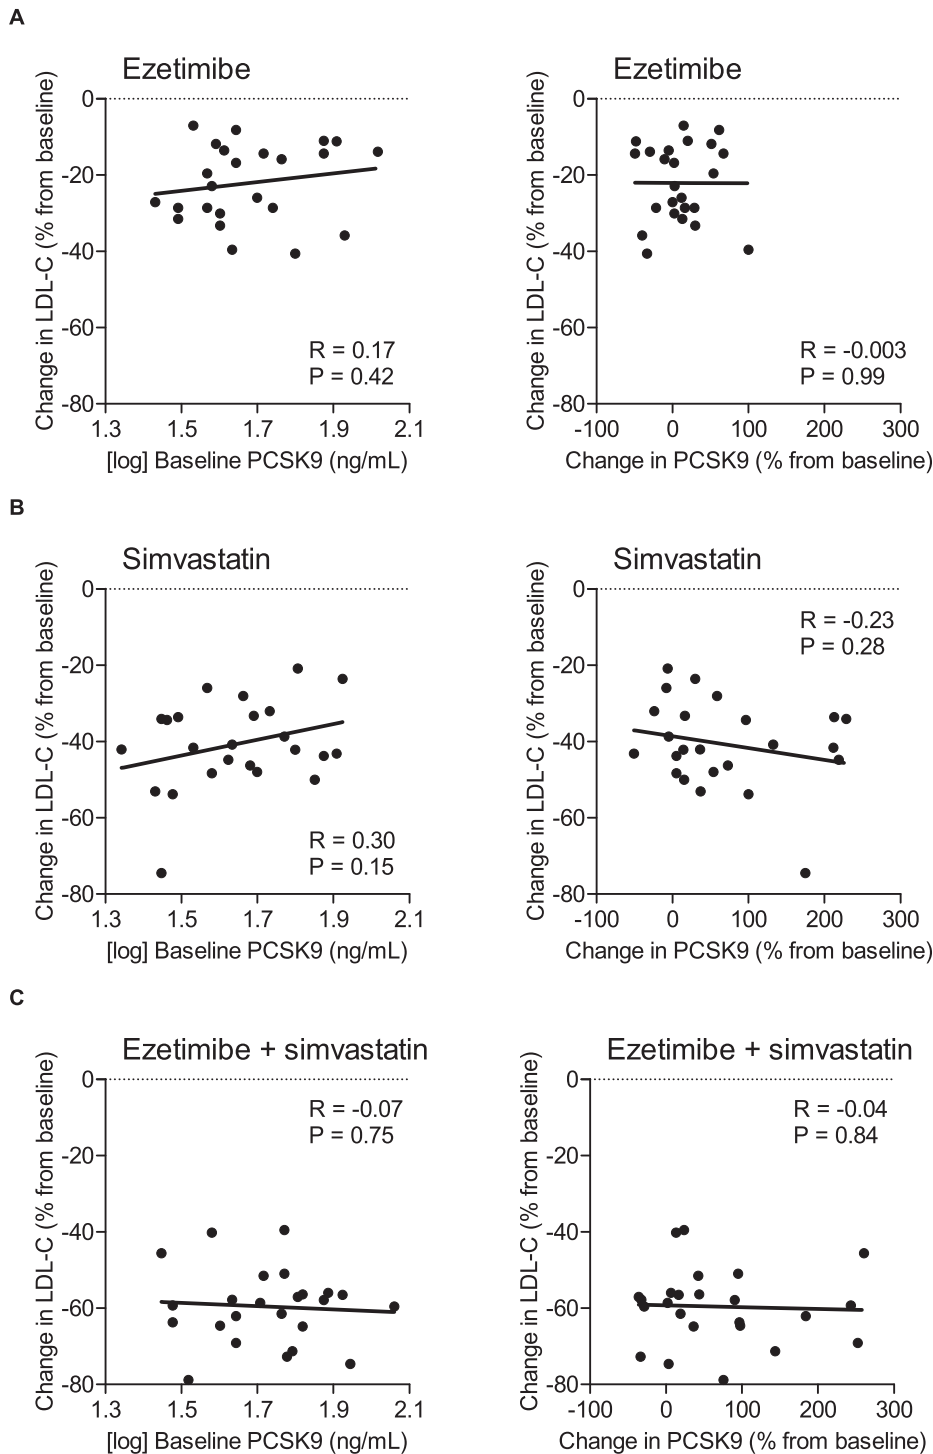 A
Ezetimibe
Change in LDL-C (% from baseline)
0
-20
-40
-60
-80
R = 0.17
P = 0.42
1.3 1.5 1.7 1.9 2.1
[log] Baseline PCSK9 (ng/mL)
Ezetimibe
Change in LDL-C (% from baseline)
0
-20
-40
-60
-80
R = -0.003
P = 0.99
-100 0 100 200 300
Change in PCSK9 (% from baseline)
B
Simvastatin
Change in LDL-C (% from baseline)
0
-20
-40
-60
-80
R = 0.30
P = 0.15
1.3 1.5 1.7 1.9 2.1
[log] Baseline PCSK9 (ng/mL)
Simvastatin
Change in LDL-C (% from baseline)
0
-20
-40
-60
-80
R = -0.23
P = 0.28
-100 0 100 200 300
Change in PCSK9 (% from baseline)
C
Ezetimibe + simvastatin
Change in LDL-C (% from baseline)
0
-20
-40
-60
-80
R = -0.07
P = 0.75
1.3 1.5 1.7 1.9 2.1
[log] Baseline PCSK9 (ng/mL)
Ezetimibe + simvastatin
Change in LDL-C (% from baseline)
0
-20
-40
-60
-80
R = -0.04
P = 0.84
-100 0 100 200 300
Change in PCSK9 (% from baseline)